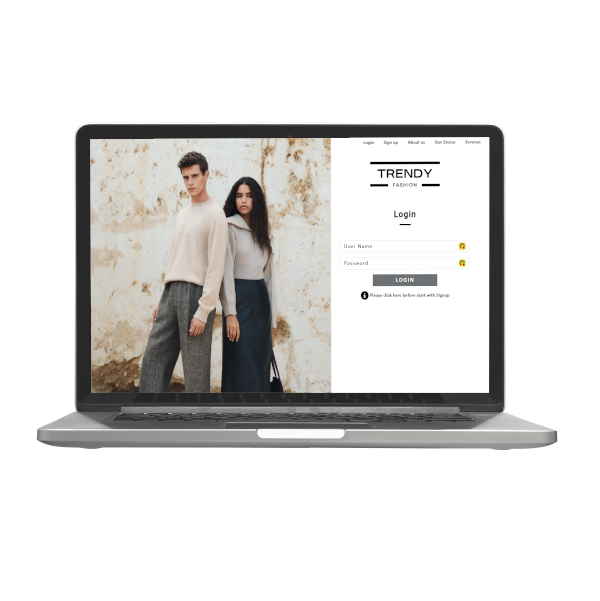 Login Sign up About us Our Stores Services
TRENDY
FASHION
Login
User Name
Password
LOGIN
Please click here before start with Signup